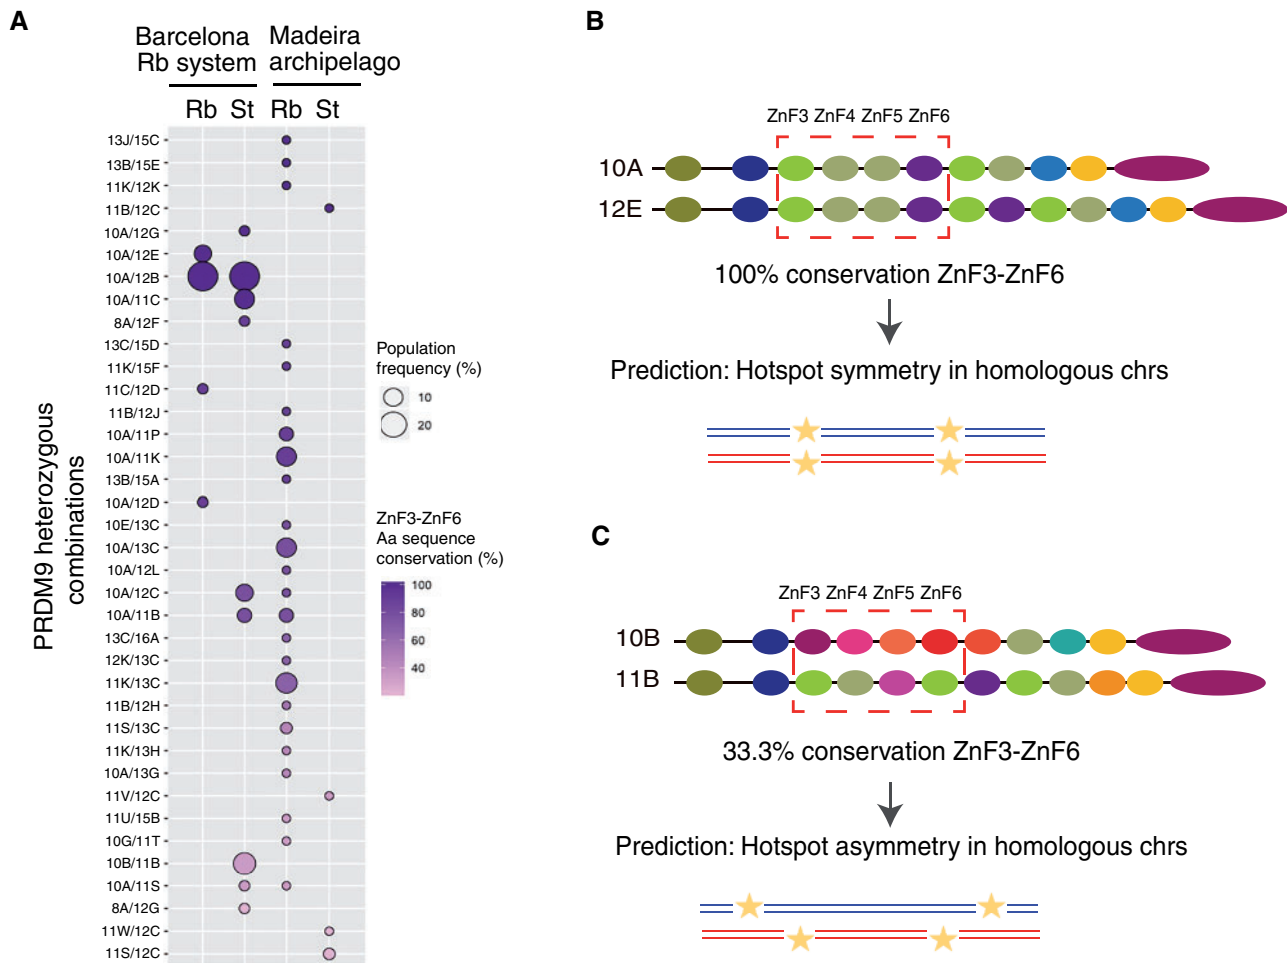 A
Barcelona
Rb system
Madeira
archipelago
Rb St Rb St
PRDM9 heterozygous
combinations
13J/15C
13B/15E
11K/12K
11B/12C
10A/12G
10A/12E
10A/12B
10A/11C
8A/12F
13C/15D
11K/15F
11C/12D
11B/12J
10A/11P
10A/11K
13B/15A
10A/12D
10E/13C
10A/13C
10A/12L
10A/12C
10A/11B
13C/16A
12K/13C
11K/13C
11B/12H
11S/13C
11K/13H
10A/13G
11V/12C
11U/15B
10G/11T
10B/11B
10A/11S
8A/12G
11W/12C
11S/12C
Population
frequency (%)
10
20
ZnF3-ZnF6
Aa sequence
conservation (%)
100
80
60
40
B
ZnF3 ZnF4 ZnF5 ZnF6
10A
12E
100% conservation ZnF3-ZnF6
Prediction: Hotspot symmetry in homologous chrs
C
ZnF3 ZnF4 ZnF5 ZnF6
10B
11B
33.3% conservation ZnF3-ZnF6
Prediction: Hotspot asymmetry in homologous chrs